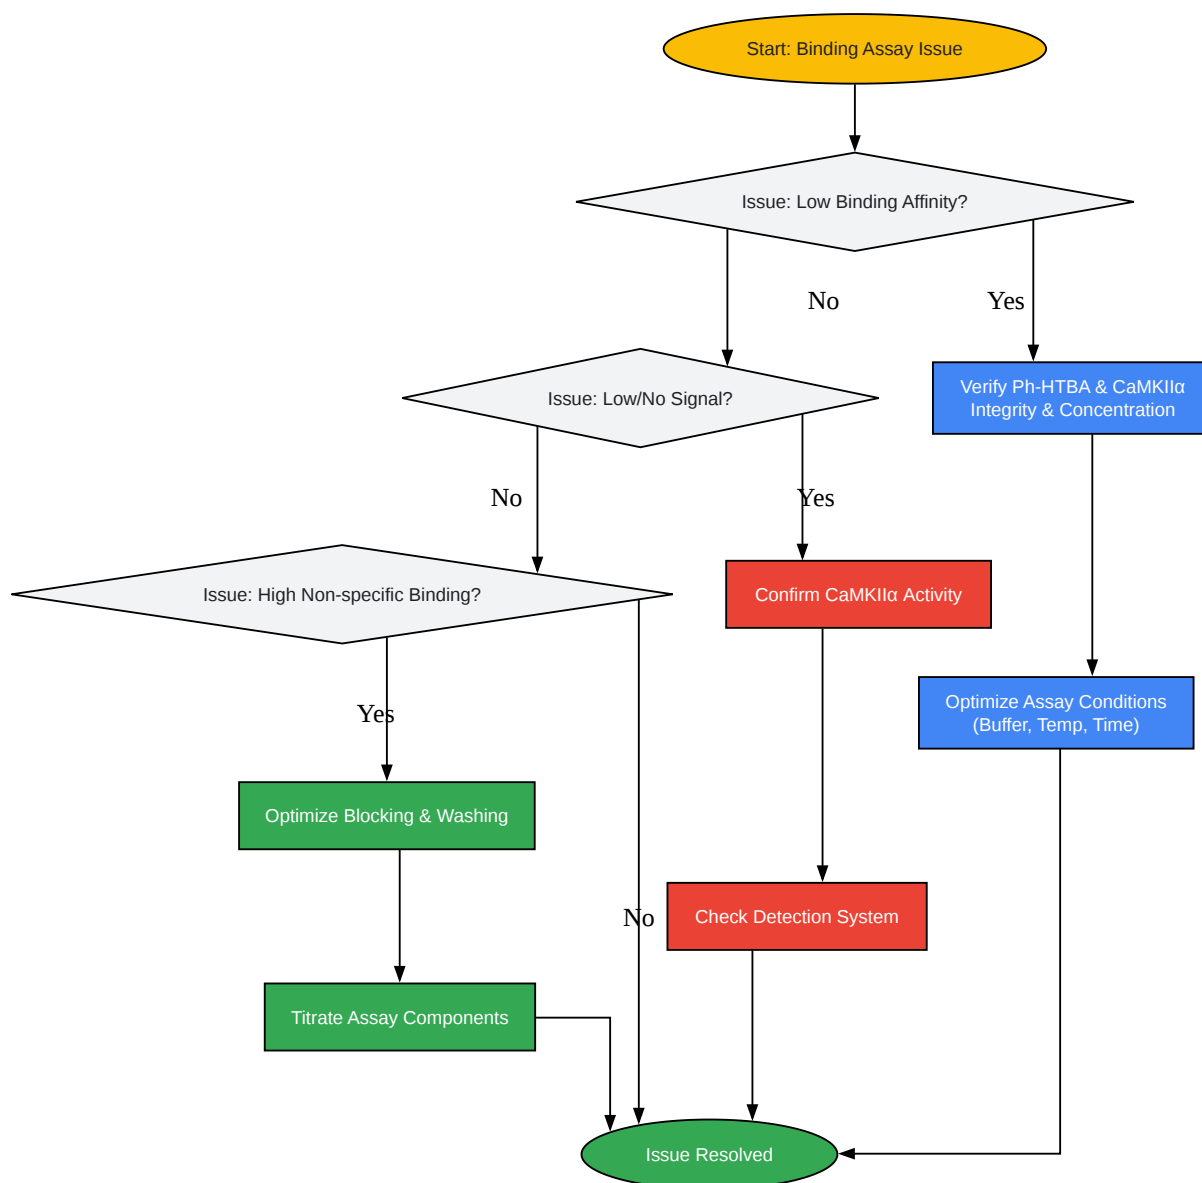 Start: Binding Assay Issue
Issue: Low Binding Affinity?
No
Yes
Issue: Low/No Signal?
Verify Ph-HTBA & CaMKIIα
Integrity & Concentration
No
Yes
Issue: High Non-specific Binding?
Confirm CaMKIIα Activity
Yes
Optimize Assay Conditions
(Buffer, Temp, Time)
Optimize Blocking & Washing
No
Check Detection System
Titrate Assay Components
Issue Resolved